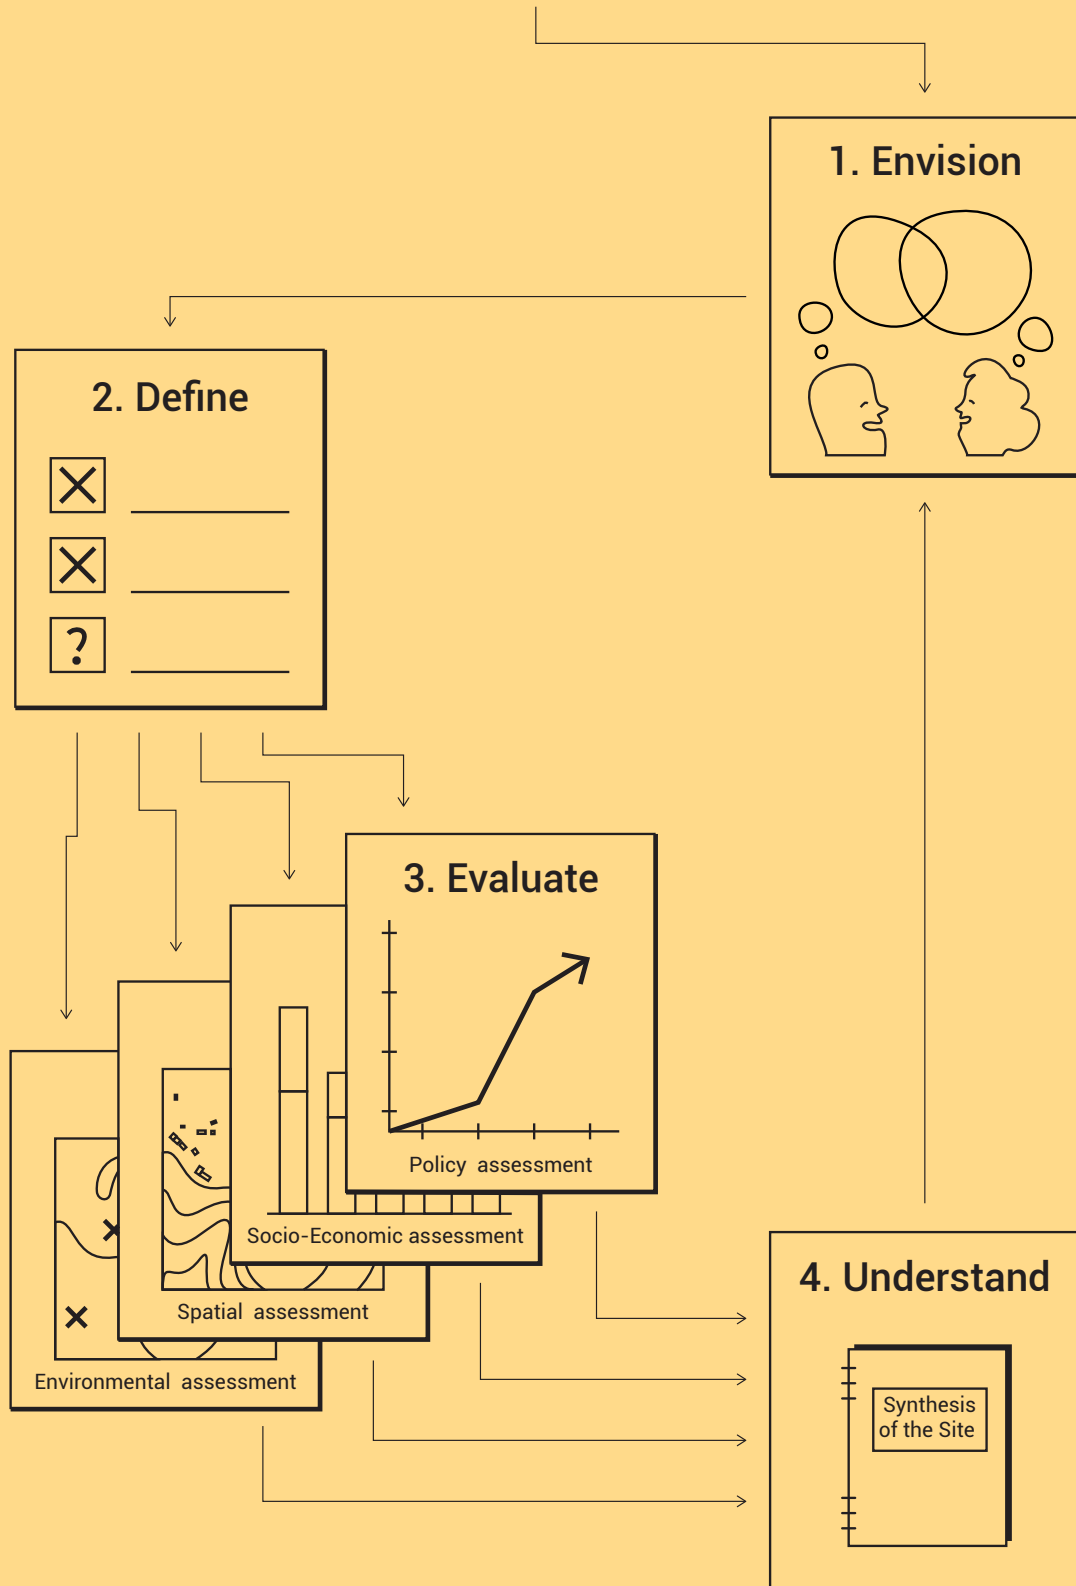 1. Envision
2. Define
?
3. Evaluate
Policy assessment
Socio-Economic assessment
Spatial assessment
Environmental assessment
4. Understand
Synthesis
of the Site